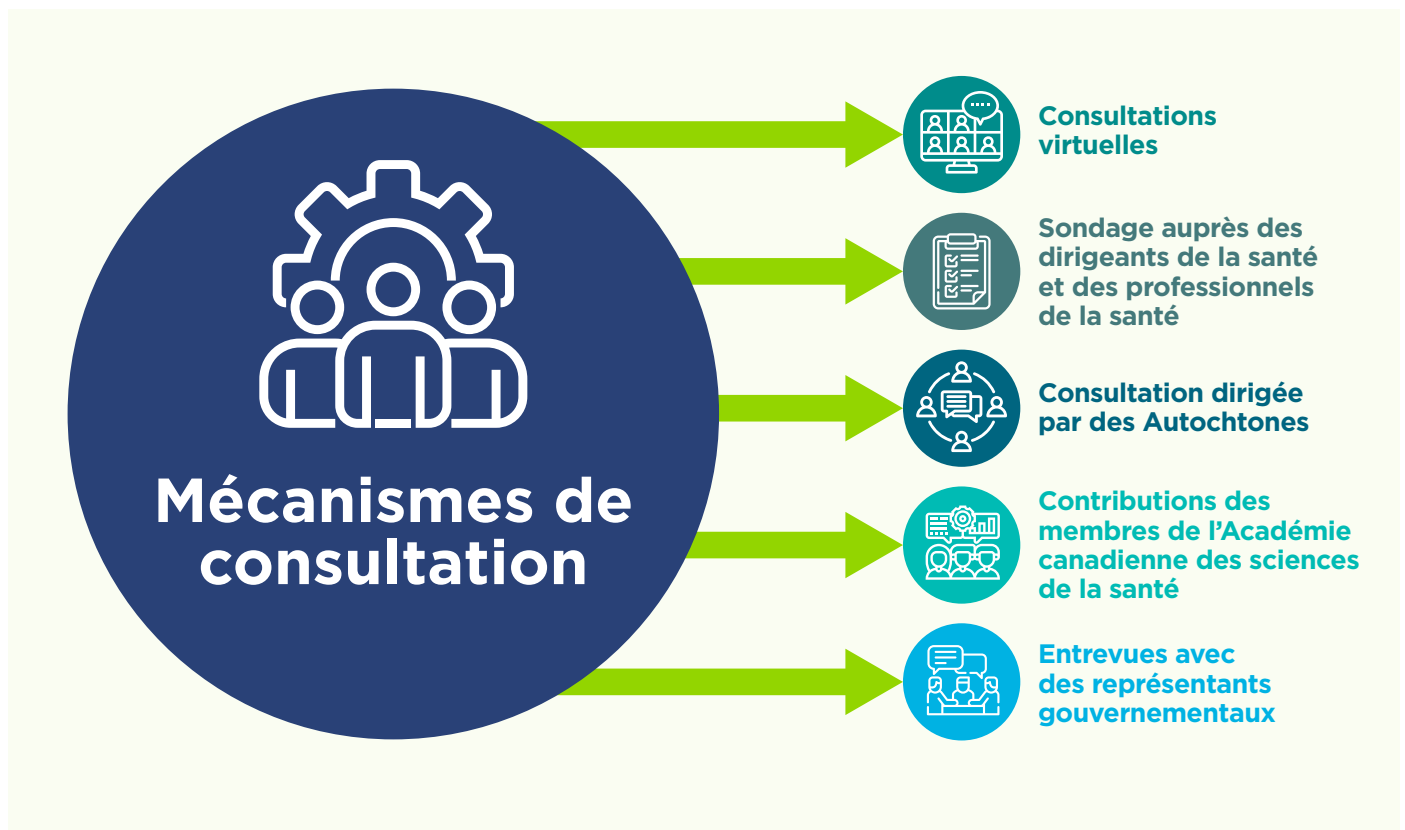 Mécanismes de
consultation
Consultations
virtuelles
Sondage auprès des
dirigeants de la santé
et des professionnels
de la santé
Consultation dirigée
par des Autochtones
Contributions des
membres de l’Académie
canadienne des sciences
de la santé
Entrevues avec
des représentants
gouvernementaux